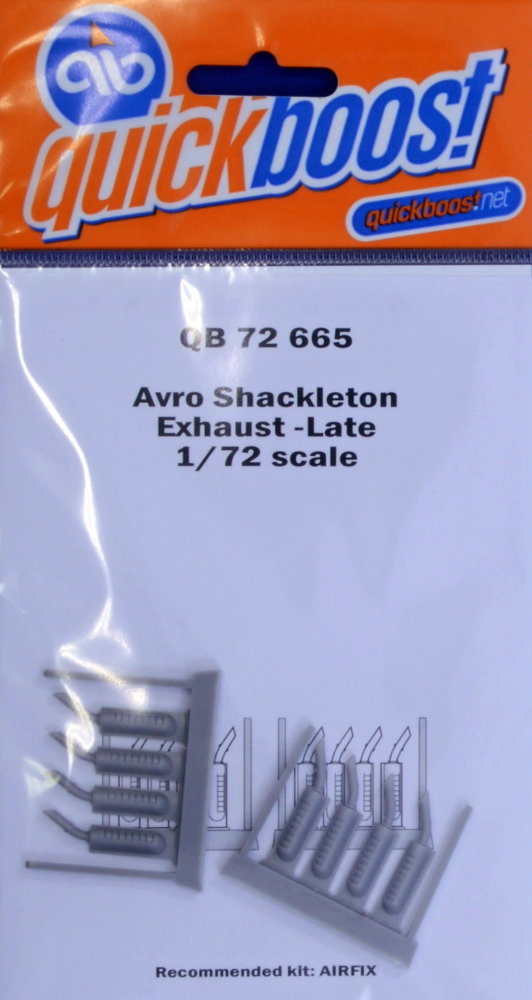 qb
quickboost
quickboost.net
QB 72 665
Avro Shackleton
Exhaust -Late
1/72 scale
Recommended kit: AIRFIX